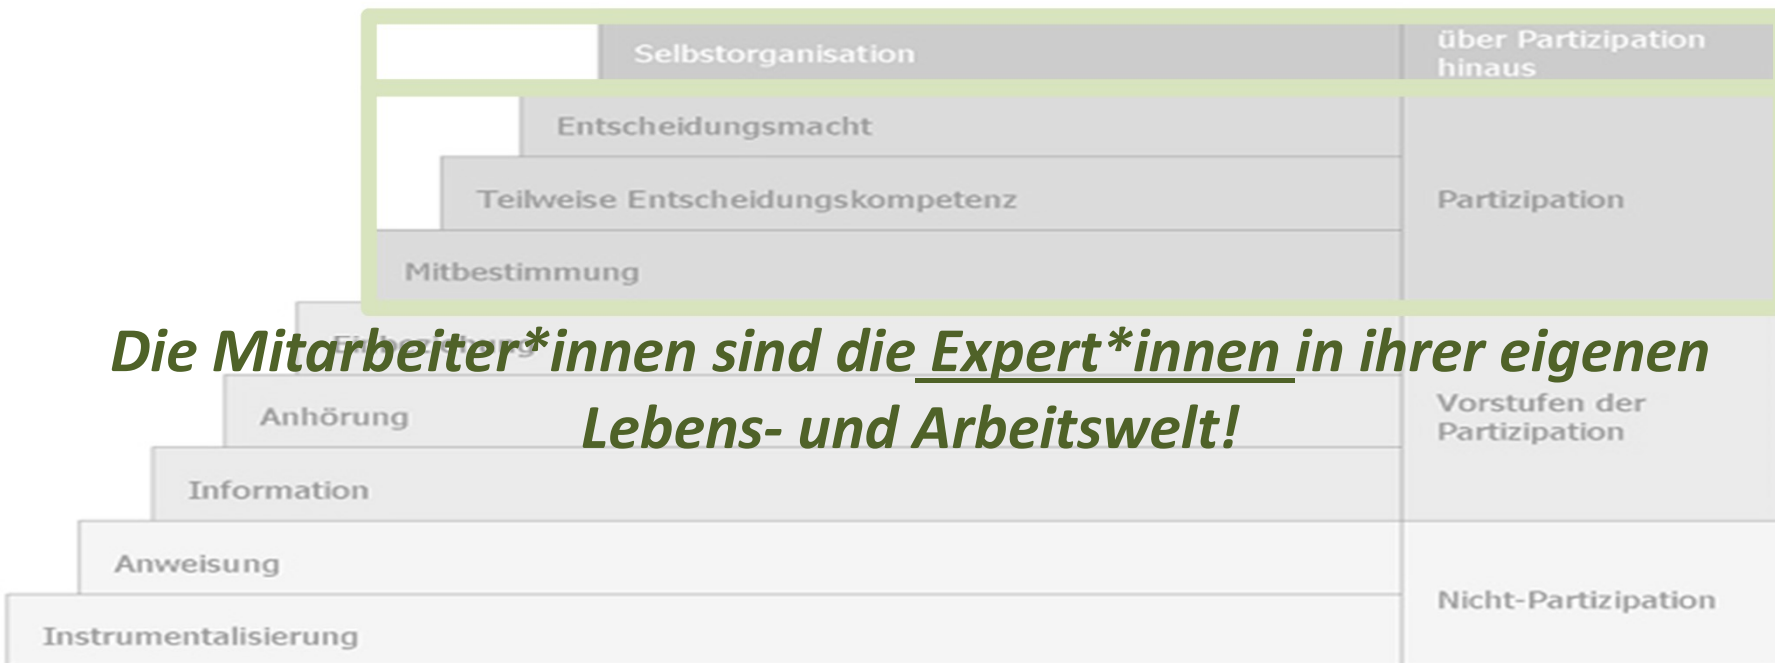 Selbstorganisation
über Partizipation
hinaus
Entscheidungsmacht
Teilweise Entscheidungskompetenz
Partizipation
Mitbestimmung
Einbeziehung
Die Mitarbeiter*innen sind die Expert*innen in ihrer eigenen
Lebens- und Arbeitswelt!
Anhörung
Vorstufen der
Partizipation
Information
Anweisung
Nicht-Partizipation
Instrumentalisierung